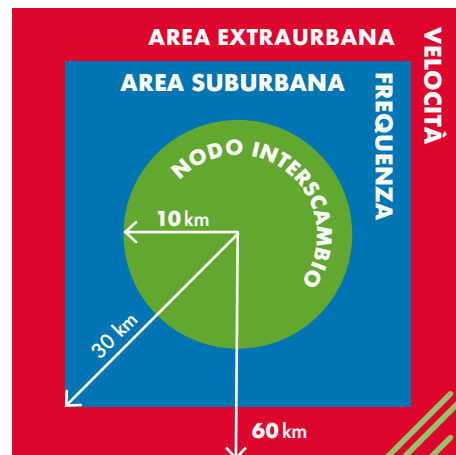 AREA EXTRAURBANA
VELOCITÀ
AREA SUBURBANA
FREQUENZA
NODO INTERSCAMBIO
10 km
30 km
60 km